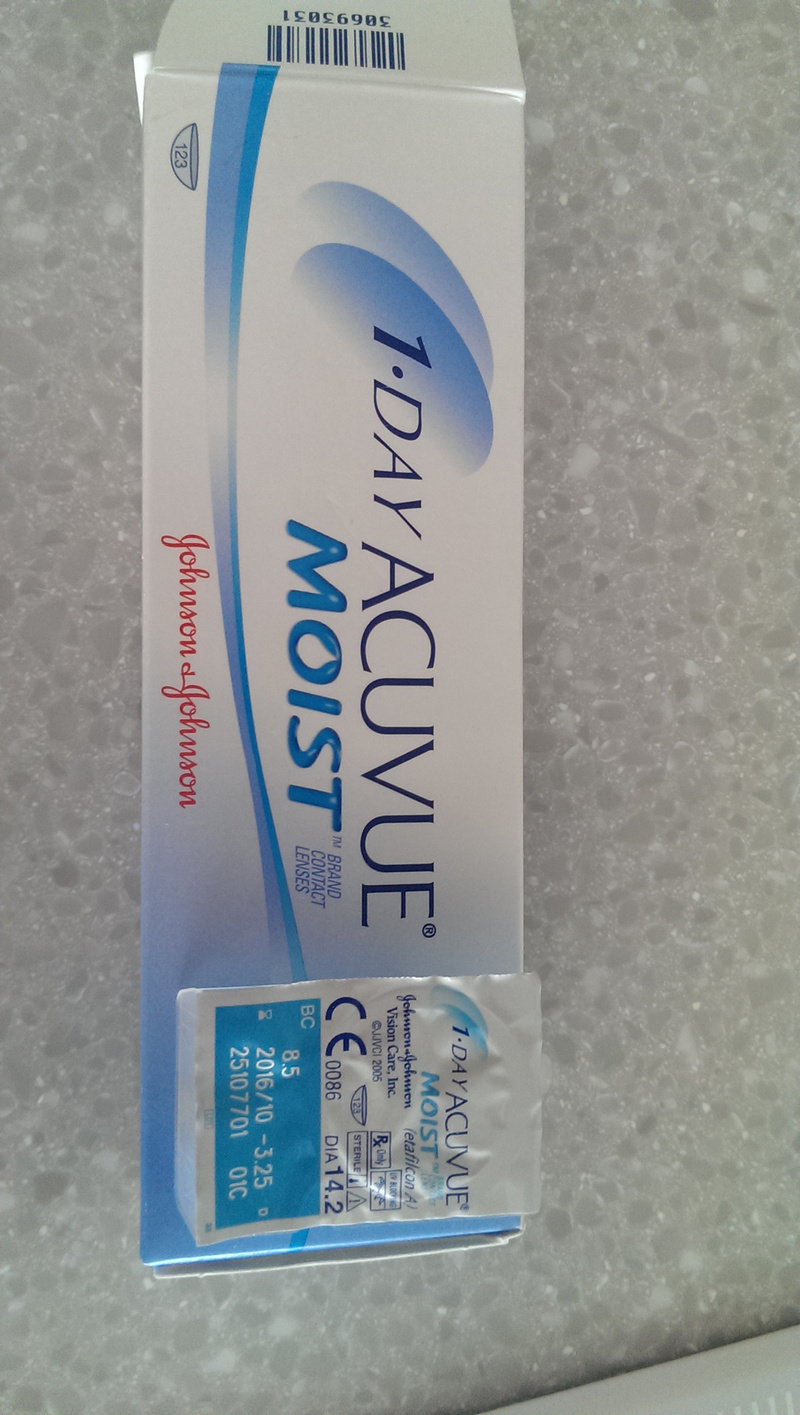 30693031
123
1·DAY ACUVUE®
MOIST™
BRAND
CONTACT
LENSES
Johnson & Johnson
1·DAY ACUVUE®
MOIST™
Johnson & Johnson
Vision Care, Inc.
(etafilcon A)
©JJVCI 2005
Rx Only
STERILE
123
CE 0086
DIA 14.2
BC 8.5
2016/10 -3.25 D
25107701 01C